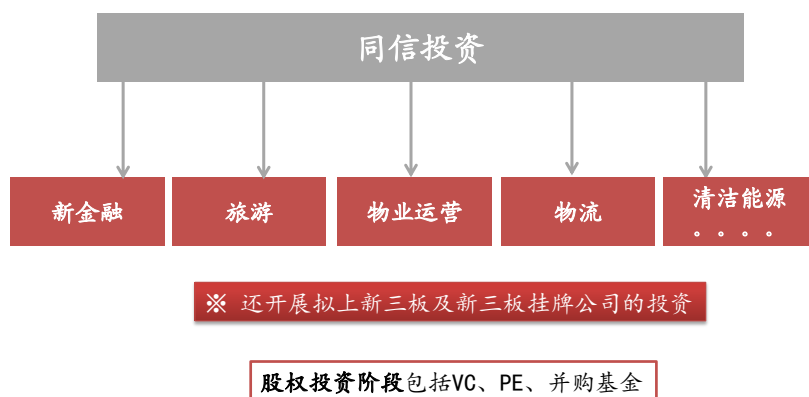 同信投资
新金融
旅游
物业运营
物流
清洁能源
。。。。
※ 还开展拟上新三板及新三板挂牌公司的投资
股权投资阶段包括VC、PE、并购基金